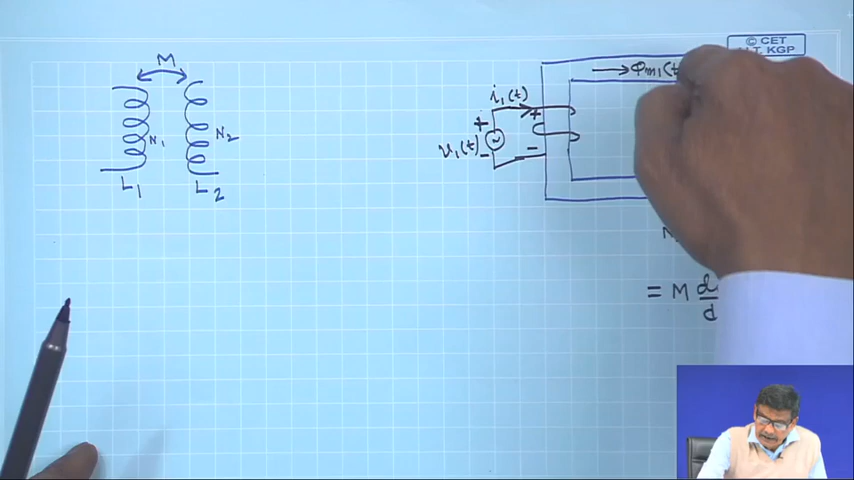 M
N1
N2
L1
L2
© CET
I.I.T. KGP
i1(t)
+
v1(t)
-
+
-
→ Φm1(t
= M d
d